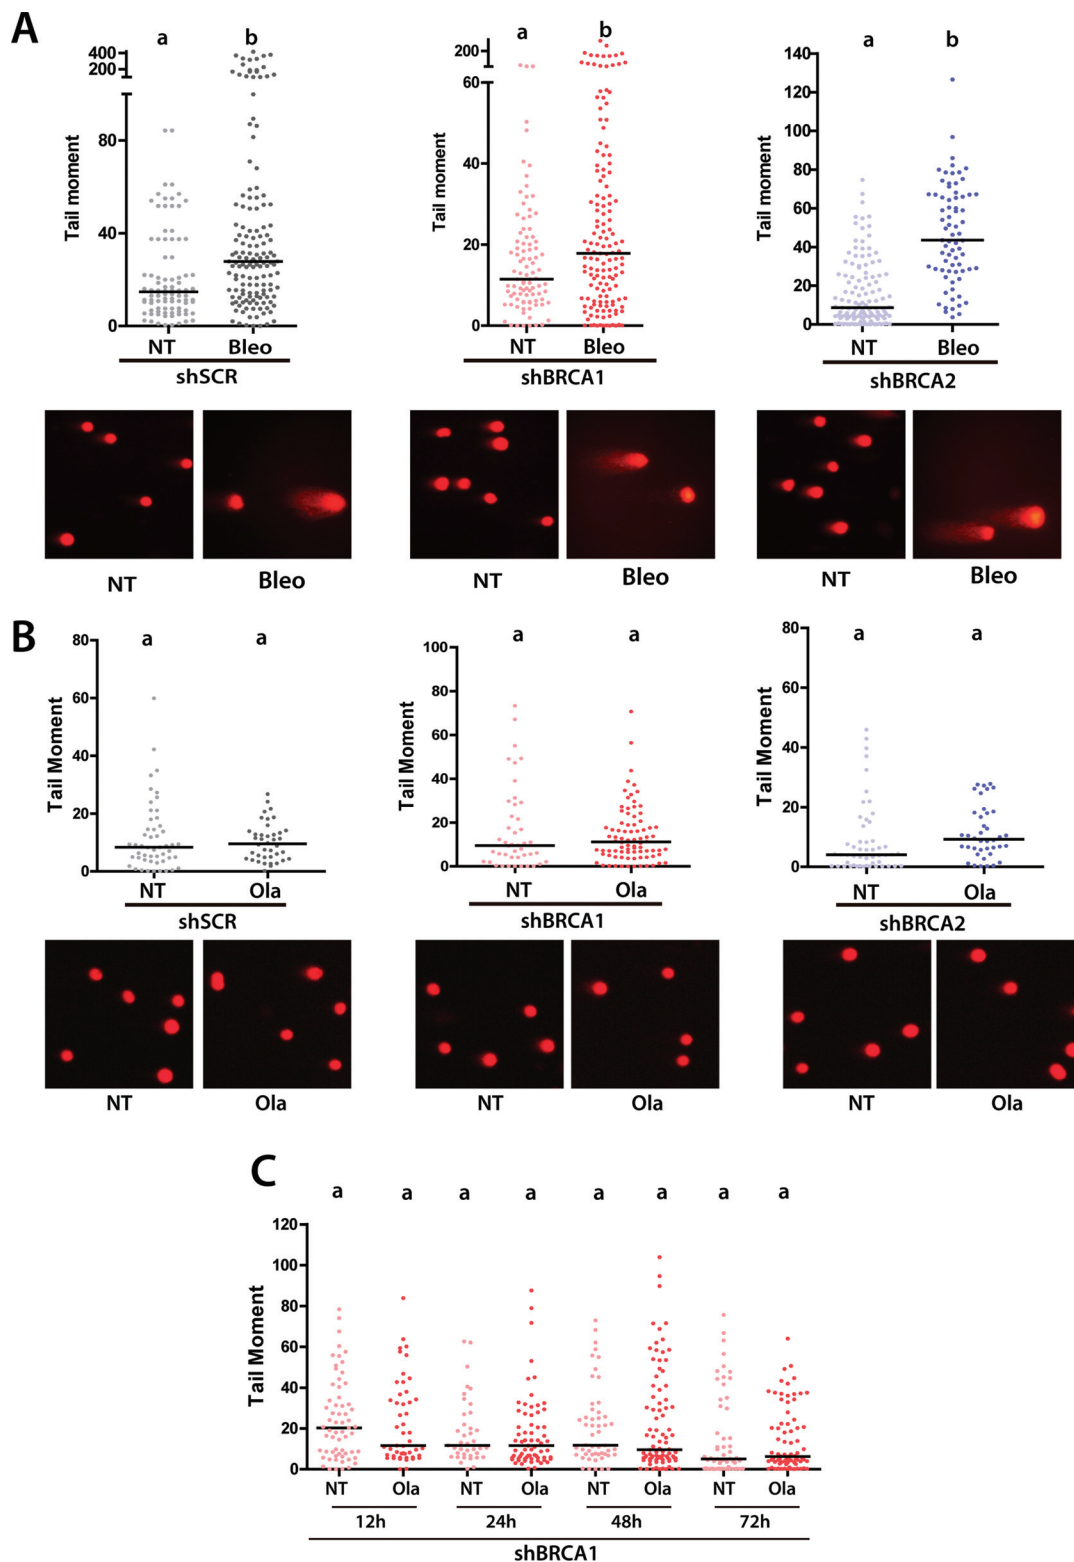 A
a b
a b
a b
400
200
80
40
0
Tail moment
NT Bleo
shSCR
200
60
40
20
0
Tail moment
NT Bleo
shBRCA1
140
120
100
80
60
40
20
0
Tail moment
NT Bleo
shBRCA2
NT Bleo
NT Bleo
NT Bleo
B
a a
80
60
40
20
0
Tail Moment
NT Ola
shSCR
a a
100
80
60
40
20
0
Tail Moment
NT Ola
shBRCA1
a a
80
60
40
20
0
Tail Moment
NT Ola
shBRCA2
NT Ola
NT Ola
NT Ola
C
a a a a a a a a
120
100
80
60
40
20
0
Tail Moment
NT Ola NT Ola NT Ola NT Ola
12h 24h 48h 72h
shBRCA1